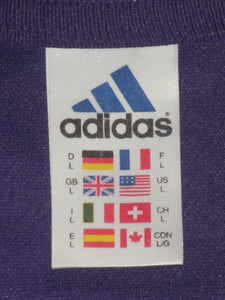 adidas
D L F L
GB L US L
I L CH L
E L CDN L/G